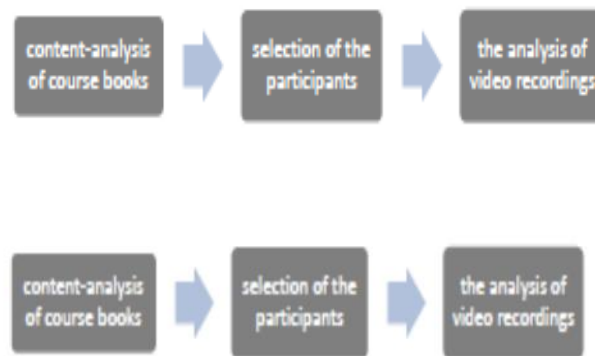 content-analysis
of course books
selection of the
participants
the analysis of
video recordings
content-analysis
of course books
selection of the
participants
the analysis of
video recordings